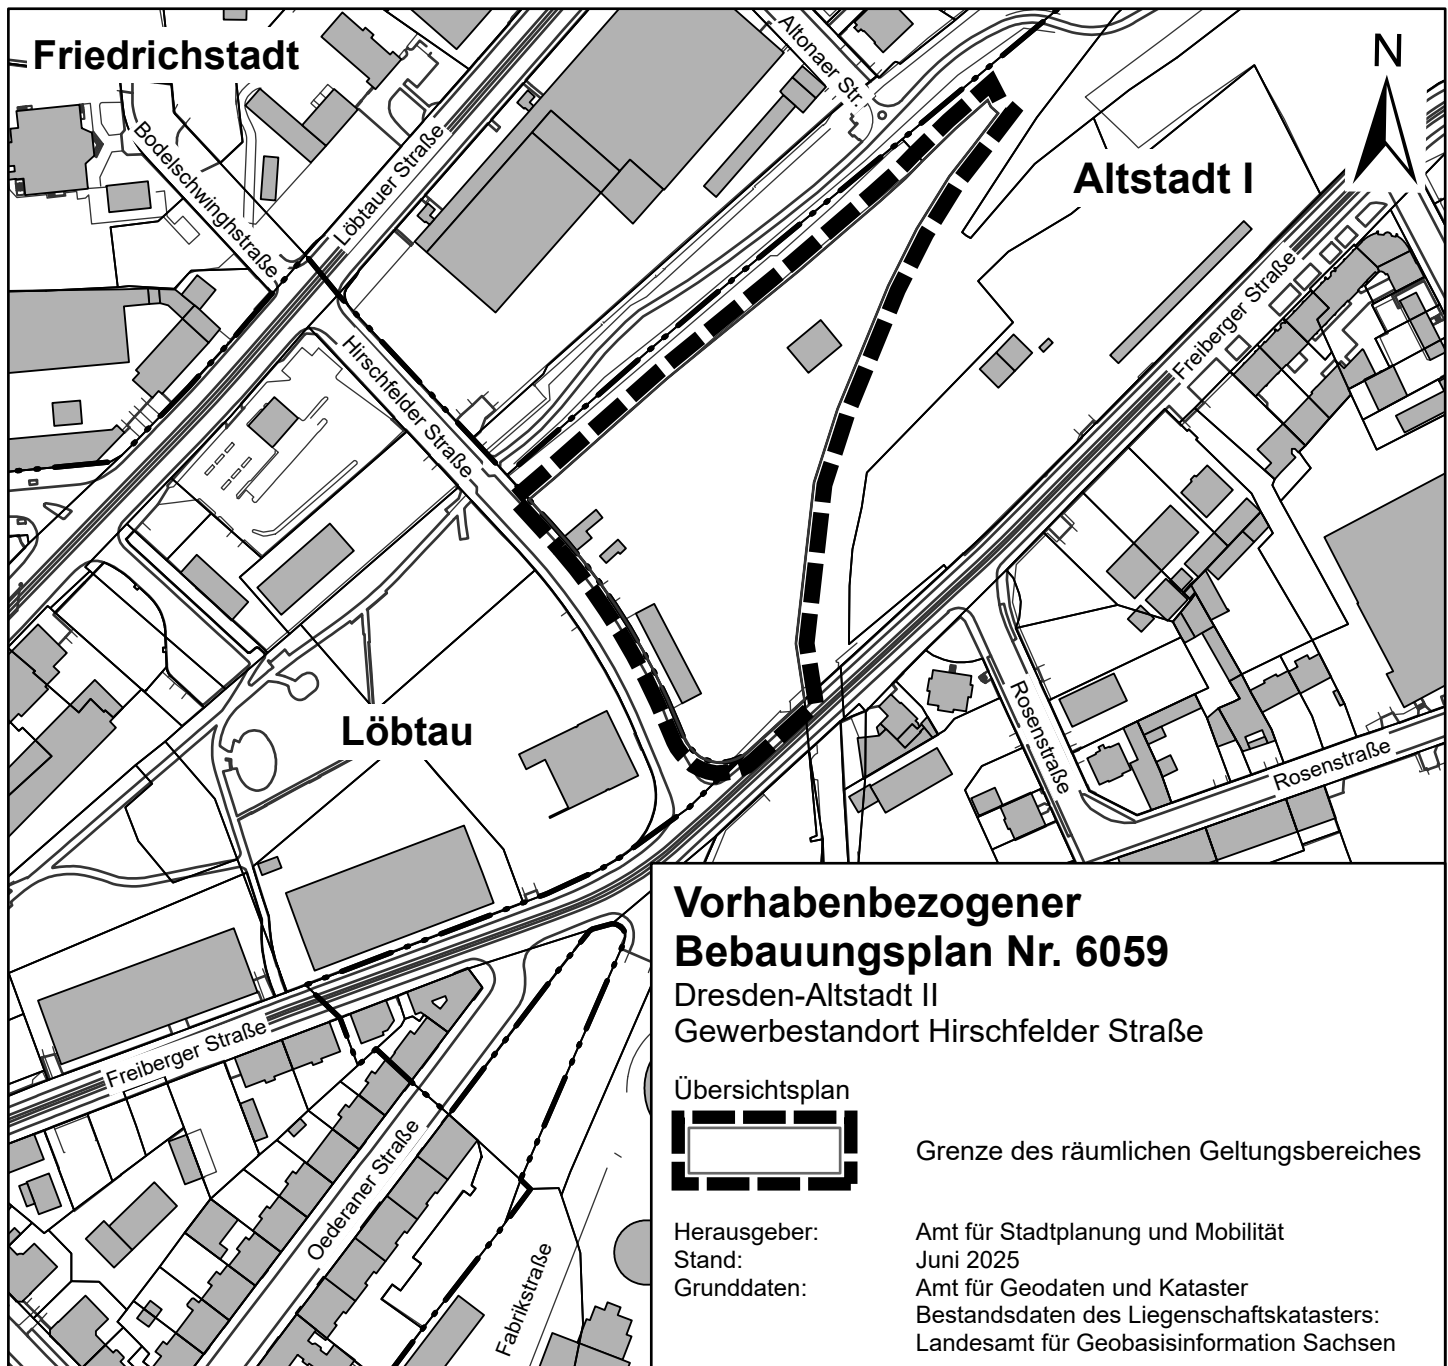 Friedrichstadt
Altonaer Str.
N
Bodelschwinghstraße
Löbtauer Straße
Altstadt I
Hirschfelder Straße
Freiberger Straße
Löbtau
Rosenstraße
Rosenstraße
Freiberger Straße
Oederaner Straße
Fabrikstraße
Vorhabenbezogener
Bebauungsplan Nr. 6059
Dresden-Altstadt II
Gewerbestandort Hirschfelder Straße
Übersichtsplan
Grenze des räumlichen Geltungsbereiches
Herausgeber: Amt für Stadtplanung und Mobilität
Stand: Juni 2025
Grunddaten: Amt für Geodaten und Kataster
Bestandsdaten des Liegenschaftskatasters:
Landesamt für Geobasisinformation Sachsen